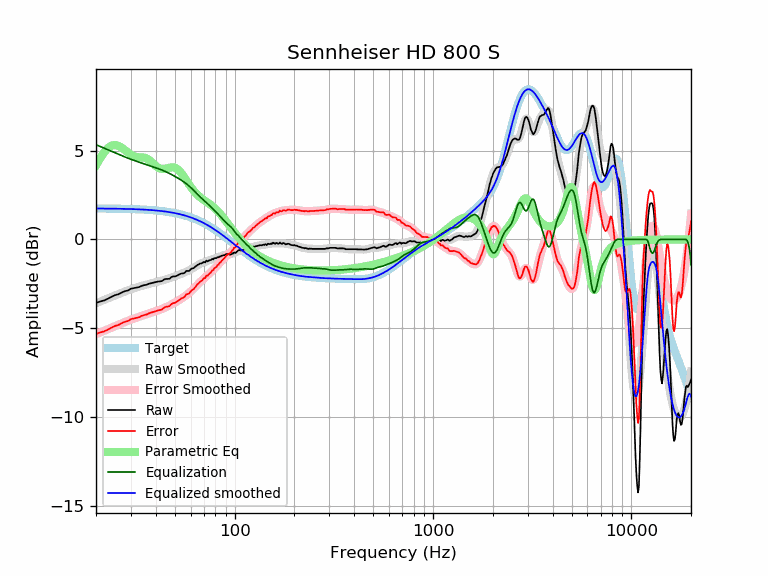 Sennheiser HD 800 S
Amplitude (dBr)
5
0
−5
−10
−15
Target
Raw Smoothed
Error Smoothed
Raw
Error
Parametric Eq
Equalization
Equalized smoothed
100
1000
10000
Frequency (Hz)